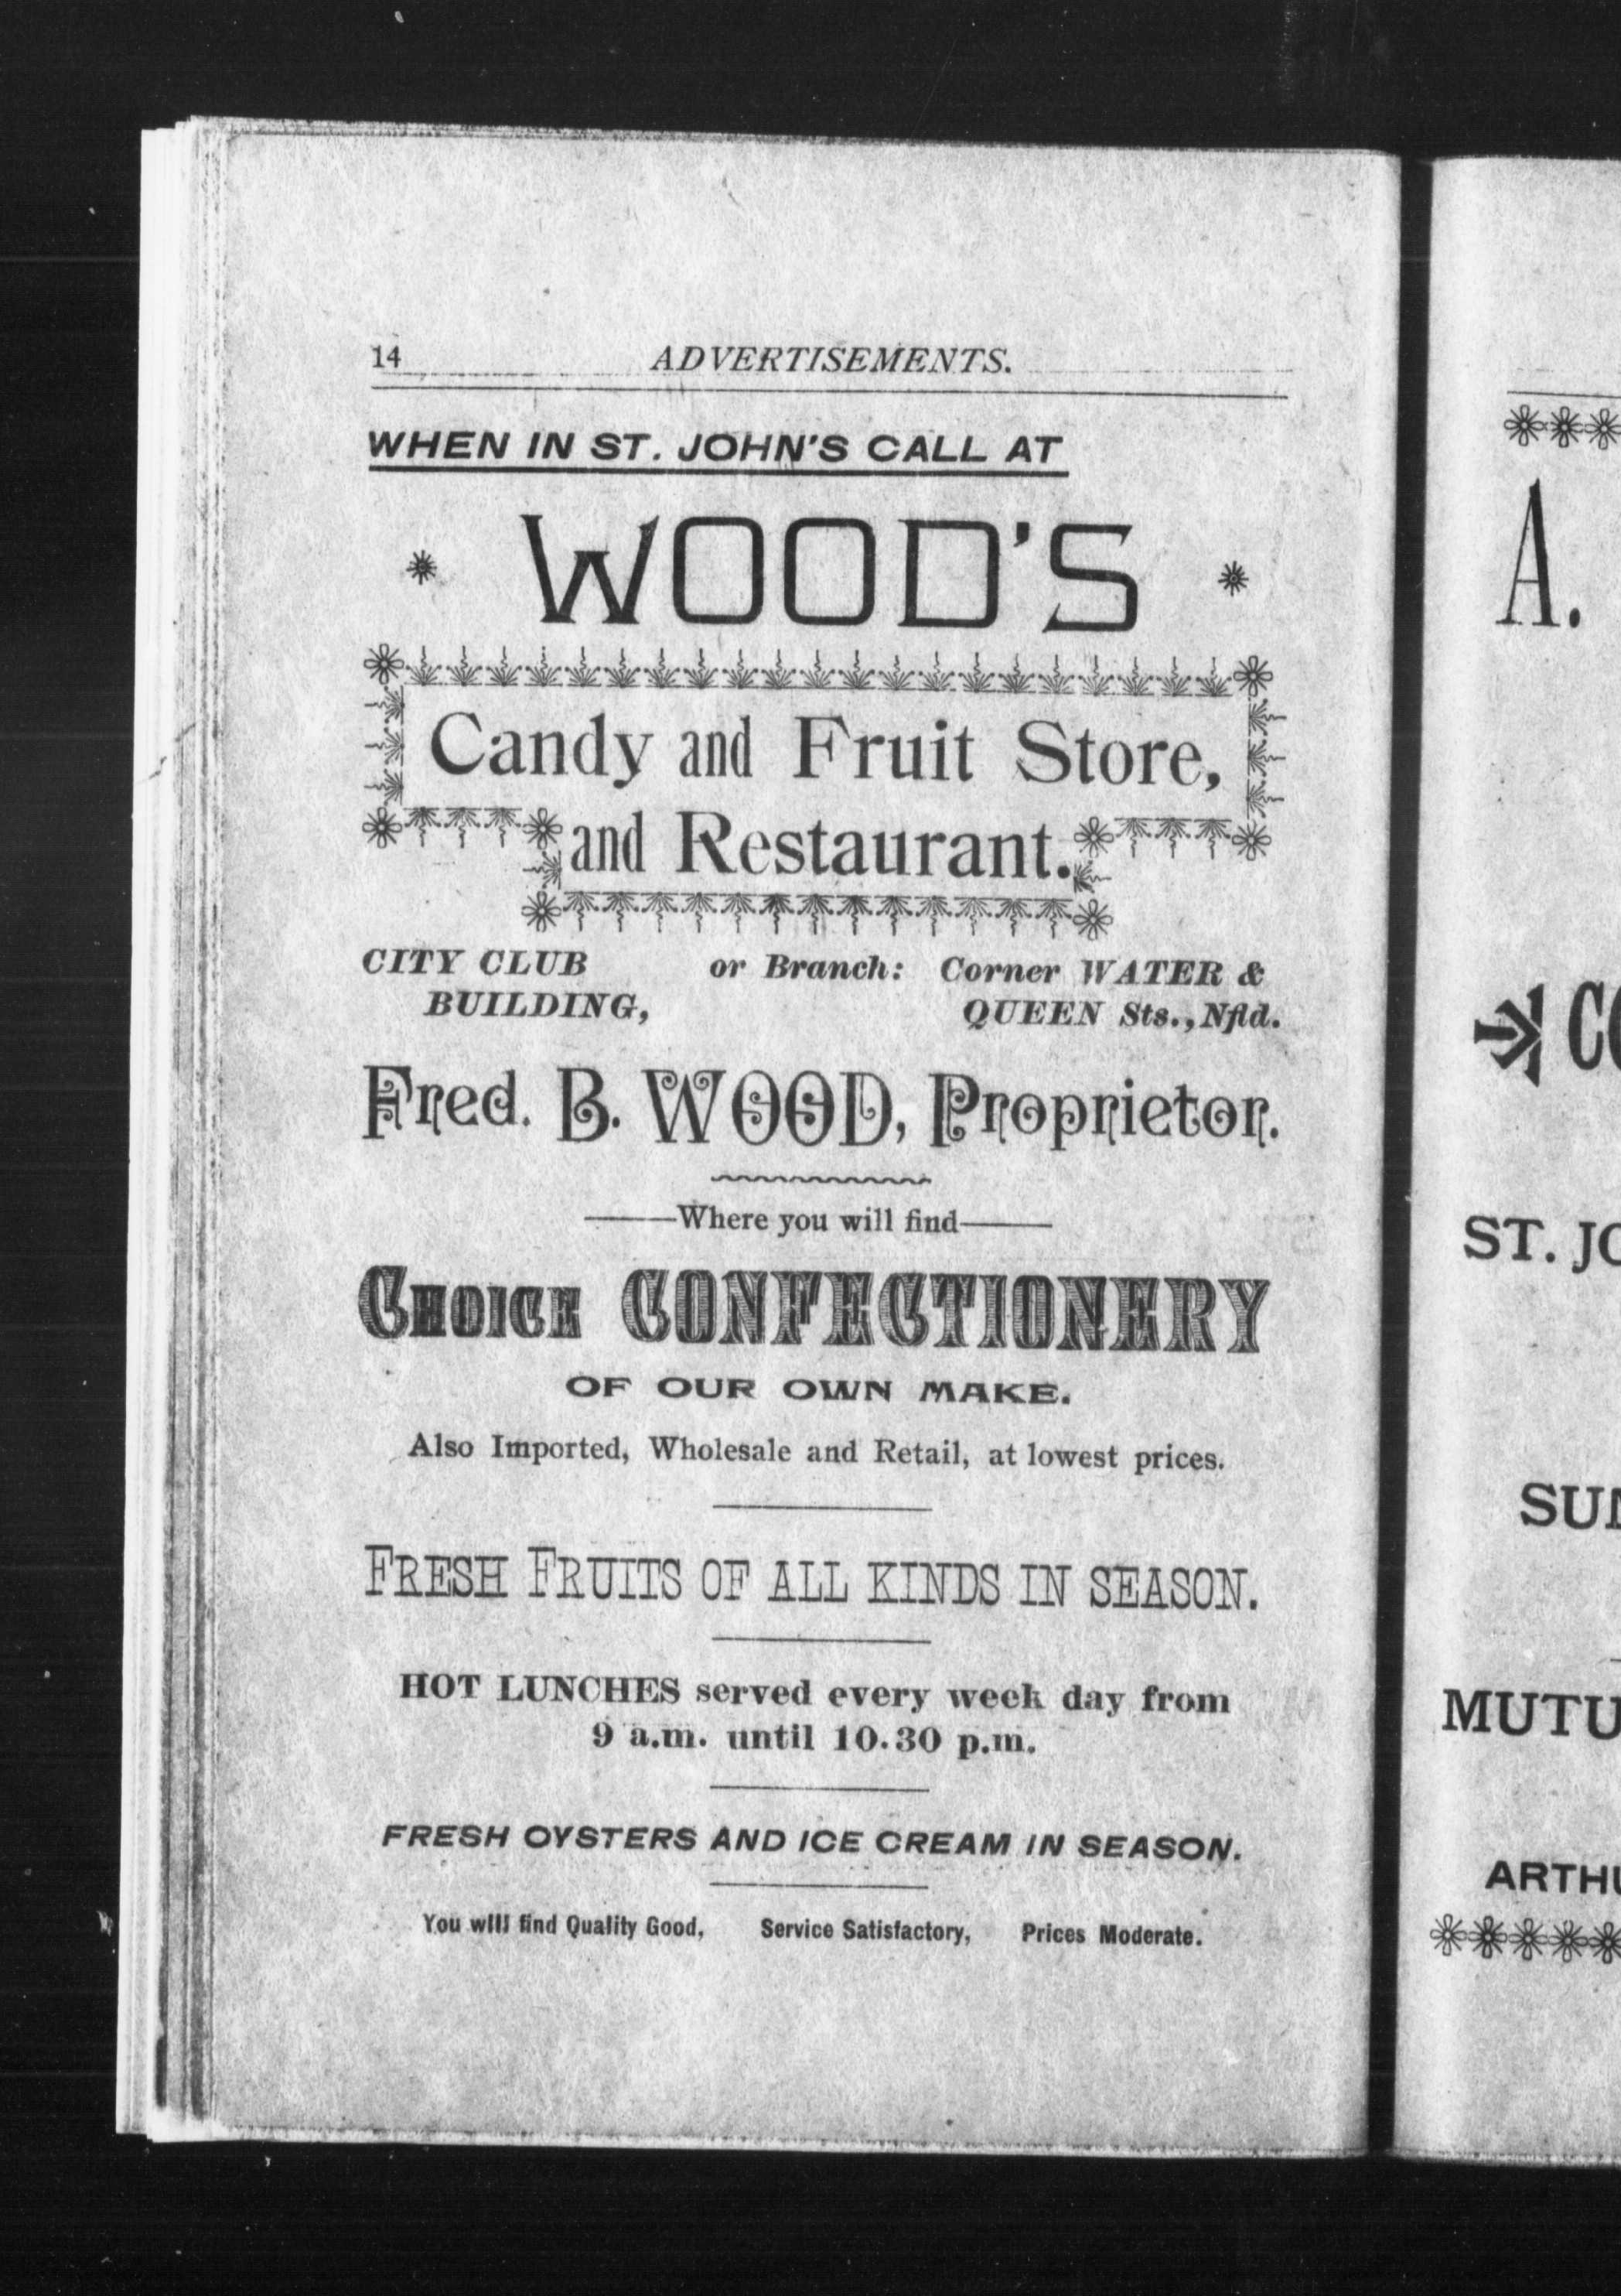 14 ADVERTISEMENTS.
WHEN IN ST. JOHN'S CALL AT
WOOD'S
Candy and Fruit Store,
and Restaurant.
CITY CLUB BUILDING, or Branch: Corner WATER & QUEEN Sts., Nfld.
Fred. B. WOOD, Proprietor.
Where you will find
CHOICE CONFECTIONERY
OF OUR OWN MAKE.
Also Imported, Wholesale and Retail, at lowest prices.
FRESH FRUITS OF ALL KINDS IN SEASON.
HOT LUNCHES served every week day from
9 a.m. until 10.30 p.m.
FRESH OYSTERS AND ICE CREAM IN SEASON.
You will find Quality Good, Service Satisfactory, Prices Moderate.
A.
ST.